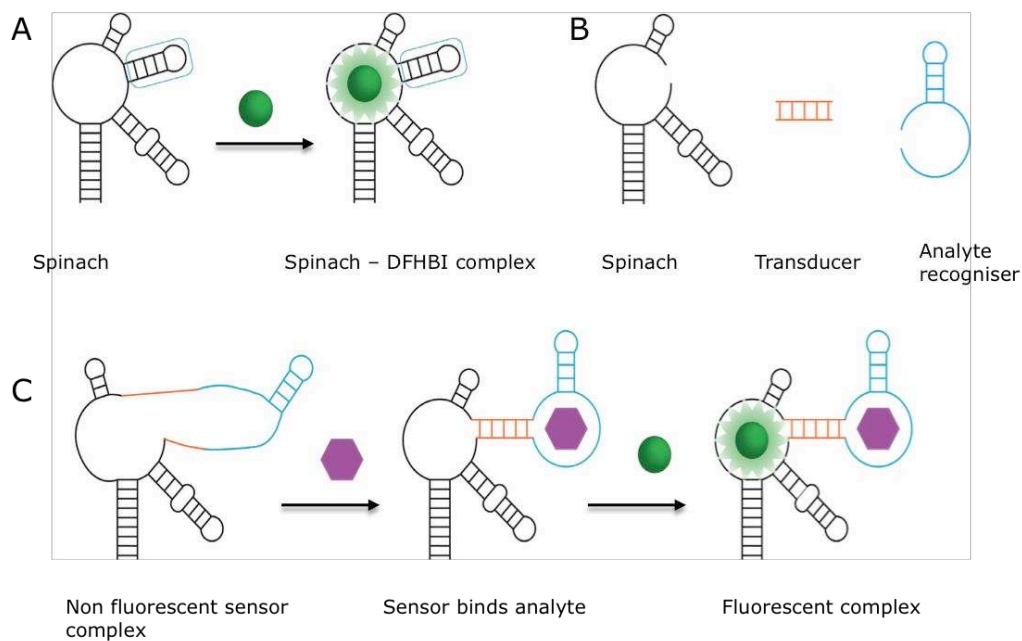 A
B
Spinach
Spinach – DFHBI complex
Spinach
Transducer
Analyte
recogniser
C
Non fluorescent sensor
complex
Sensor binds analyte
Fluorescent complex